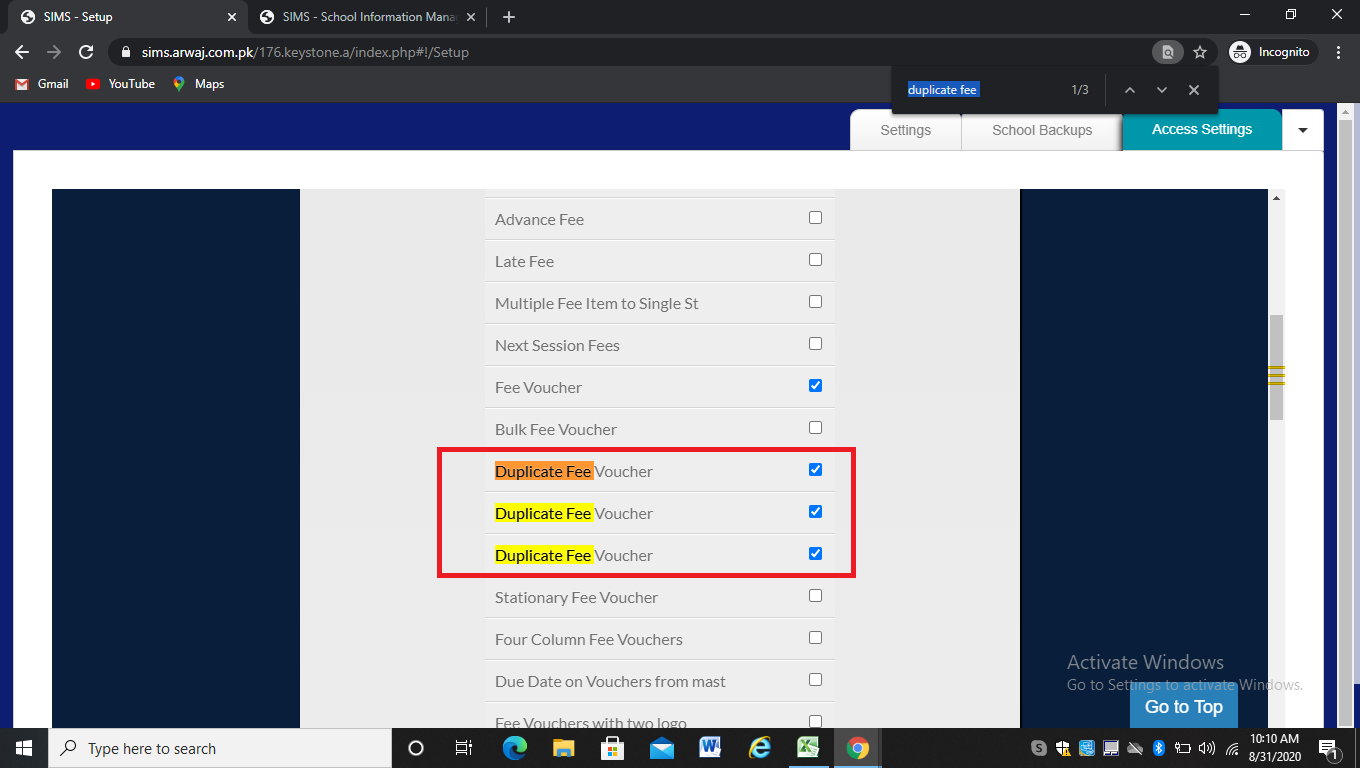 SIMS - Setup
SIMS - School Information Mana
sims.arwaj.com.pk/176.keystone.a/index.php#!/Setup
Incognito
Gmail YouTube Maps
duplicate fee 1/3
Settings School Backups Access Settings
Advance Fee
Late Fee
Multiple Fee Item to Single St
Next Session Fees
Fee Voucher
Bulk Fee Voucher
Duplicate Fee Voucher
Duplicate Fee Voucher
Duplicate Fee Voucher
Stationary Fee Voucher
Four Column Fee Vouchers
Due Date on Vouchers from mast
Fee Vouchers with two logo
Activate Windows
Go to Settings to activate Windows.
Go to Top
Type here to search
10:10 AM
8/31/2020
1